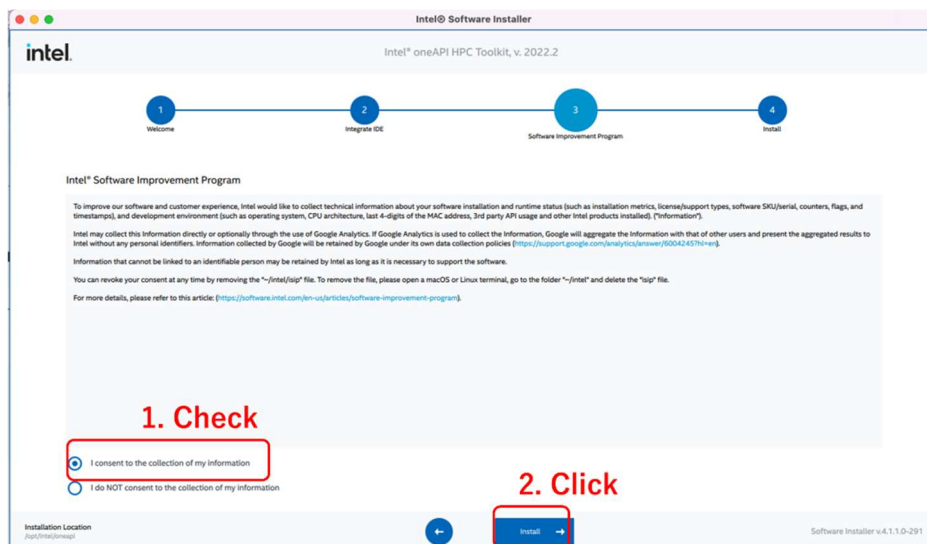 Intel® Software Installer
intel.
Intel® oneAPI HPC Toolkit, v. 2022.2
1
2
3
4
Welcome
Integrate IDE
Software Improvement Program
Install
Intel® Software Improvement Program
To improve our software and customer experience, Intel would like to collect technical information about your software installation and runtime status (such as installation metrics, license/support types, software SKU/serial, counters, flags, and
timestamps), and development environment (such as operating system, CPU architecture, last 4-digits of the MAC address, 3rd party API usage and other Intel products installed). ("Information").
Intel may collect this Information directly or optionally through the use of Google Analytics. If Google Analytics is used to collect the Information, Google will aggregate the Information with that of other users and present the aggregated results to
Intel without any personal identifiers. Information collected by Google will be retained by Google under its own data collection policies (https://support.google.com/analytics/answer/6004245?hl=en).
Information that cannot be linked to an identifiable person may be retained by Intel as long as it is necessary to support the software.
You can revoke your consent at any time by removing the "~/intel/isip" file. To remove the file, please open a macOS or Linux terminal, go to the folder "~/intel" and delete the "isip" file.
For more details, please refer to this article: (https://software.intel.com/en-us/articles/software-improvement-program).
1. Check
I consent to the collection of my information
I do NOT consent to the collection of my information
2. Click
Installation Location
/opt/intel/oneapi
Install
Software Installer v.4.1.1.0-291